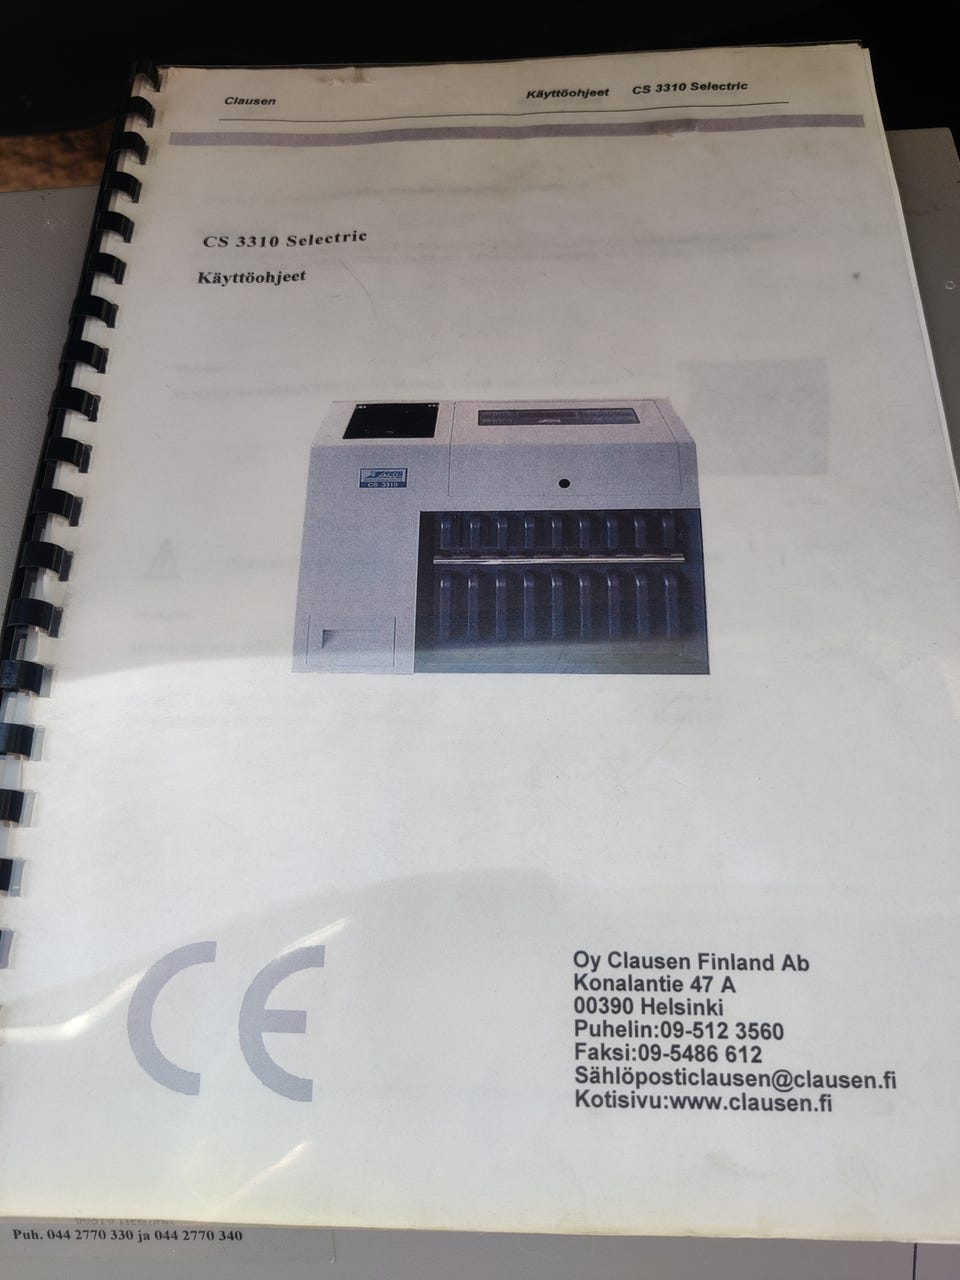 Clausen Käyttöohjeet CS 3310 Selectric
CS 3310 Selectric
Käyttöohjeet
CS 3310
Oy Clausen Finland Ab
Konalantie 47 A
00390 Helsinki
Puhelin:09-512 3560
Faksi:09-5486 612
Sählöposticlausen@clausen.fi
Kotisivu:www.clausen.fi
CE
Puh. 044 2770 330 ja 044 2770 340